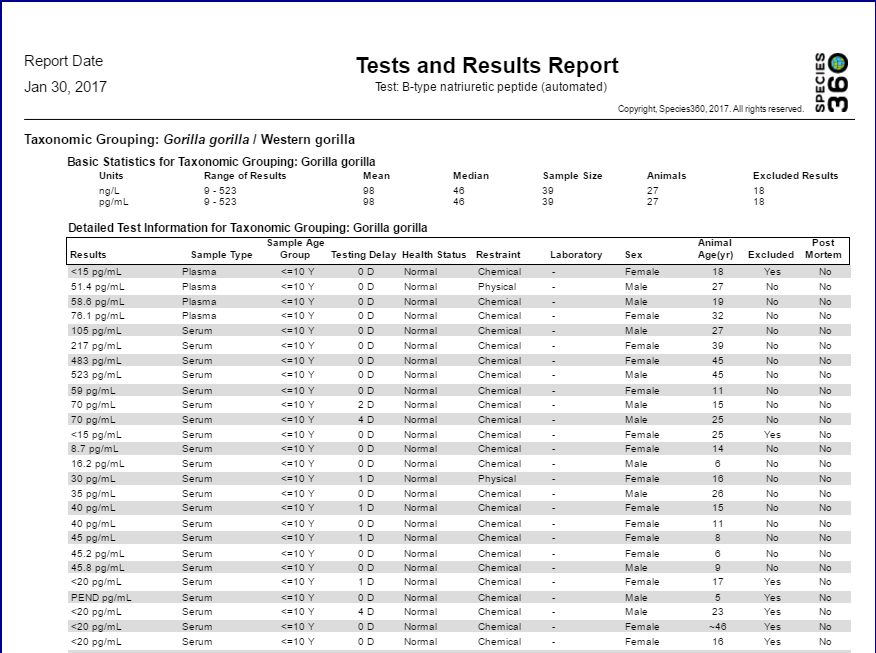 Report Date
Tests and Results Report
Jan 30, 2017
Test: B-type natriuretic peptide (automated)
SPECIES 360
Copyright, Species360, 2017. All rights reserved.
Taxonomic Grouping: Gorilla gorilla / Western gorilla
Basic Statistics for Taxonomic Grouping: Gorilla gorilla
Units Range of Results Mean Median Sample Size Animals Excluded Results
ng/L 9 - 523 98 46 39 27 18
pg/mL 9 - 523 98 46 39 27 18
Detailed Test Information for Taxonomic Grouping: Gorilla gorilla
Results Sample Type Sample Age Group Testing Delay Health Status Restraint Laboratory Sex Animal Age(yr) Excluded Post Mortem
<15 pg/mL Plasma <=10 Y 0 D Normal Chemical - Female 18 Yes No
51.4 pg/mL Plasma <=10 Y 0 D Normal Physical - Male 27 No No
58.6 pg/mL Plasma <=10 Y 0 D Normal Chemical - Male 19 No No
76.1 pg/mL Plasma <=10 Y 0 D Normal Chemical - Female 32 No No
105 pg/mL Serum <=10 Y 0 D Normal Chemical - Male 27 No No
217 pg/mL Serum <=10 Y 0 D Normal Chemical - Female 39 No No
483 pg/mL Serum <=10 Y 0 D Normal Chemical - Female 45 No No
523 pg/mL Serum <=10 Y 0 D Normal Chemical - Male 45 No No
59 pg/mL Serum <=10 Y 0 D Normal Chemical - Female 11 No No
70 pg/mL Serum <=10 Y 2 D Normal Chemical - Male 15 No No
70 pg/mL Serum <=10 Y 4 D Normal Chemical - Male 25 No No
<15 pg/mL Serum <=10 Y 0 D Normal Chemical - Female 25 Yes No
8.7 pg/mL Serum <=10 Y 0 D Normal Chemical - Female 14 No No
16.2 pg/mL Serum <=10 Y 0 D Normal Chemical - Male 6 No No
30 pg/mL Serum <=10 Y 1 D Normal Physical - Female 16 No No
35 pg/mL Serum <=10 Y 0 D Normal Chemical - Male 26 No No
40 pg/mL Serum <=10 Y 1 D Normal Chemical - Female 15 No No
40 pg/mL Serum <=10 Y 0 D Normal Chemical - Female 11 No No
45 pg/mL Serum <=10 Y 1 D Normal Chemical - Female 8 No No
45.2 pg/mL Serum <=10 Y 0 D Normal Chemical - Female 6 No No
45.8 pg/mL Serum <=10 Y 0 D Normal Chemical - Male 9 No No
<20 pg/mL Serum <=10 Y 1 D Normal Chemical - Female 17 Yes No
PEND pg/mL Serum <=10 Y 0 D Normal Chemical - Male 5 Yes No
<20 pg/mL Serum <=10 Y 4 D Normal Chemical - Male 23 Yes No
<20 pg/mL Serum <=10 Y 0 D Normal Chemical - Female ~46 Yes No
<20 pg/mL Serum <=10 Y 0 D Normal Chemical - Female 16 Yes No